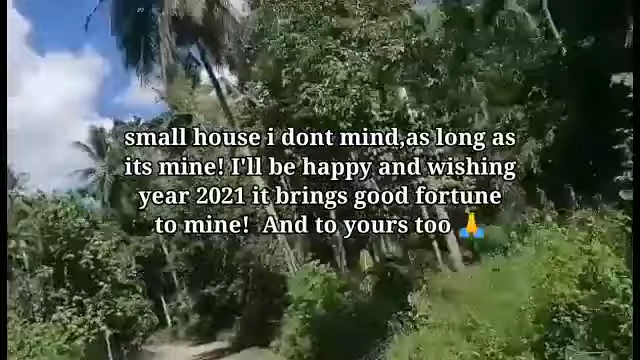 small house i dont mind,as long as
its mine! I'll be happy and wishing
year 2021 it brings good fortune
to mine!  And to yours too 🙏